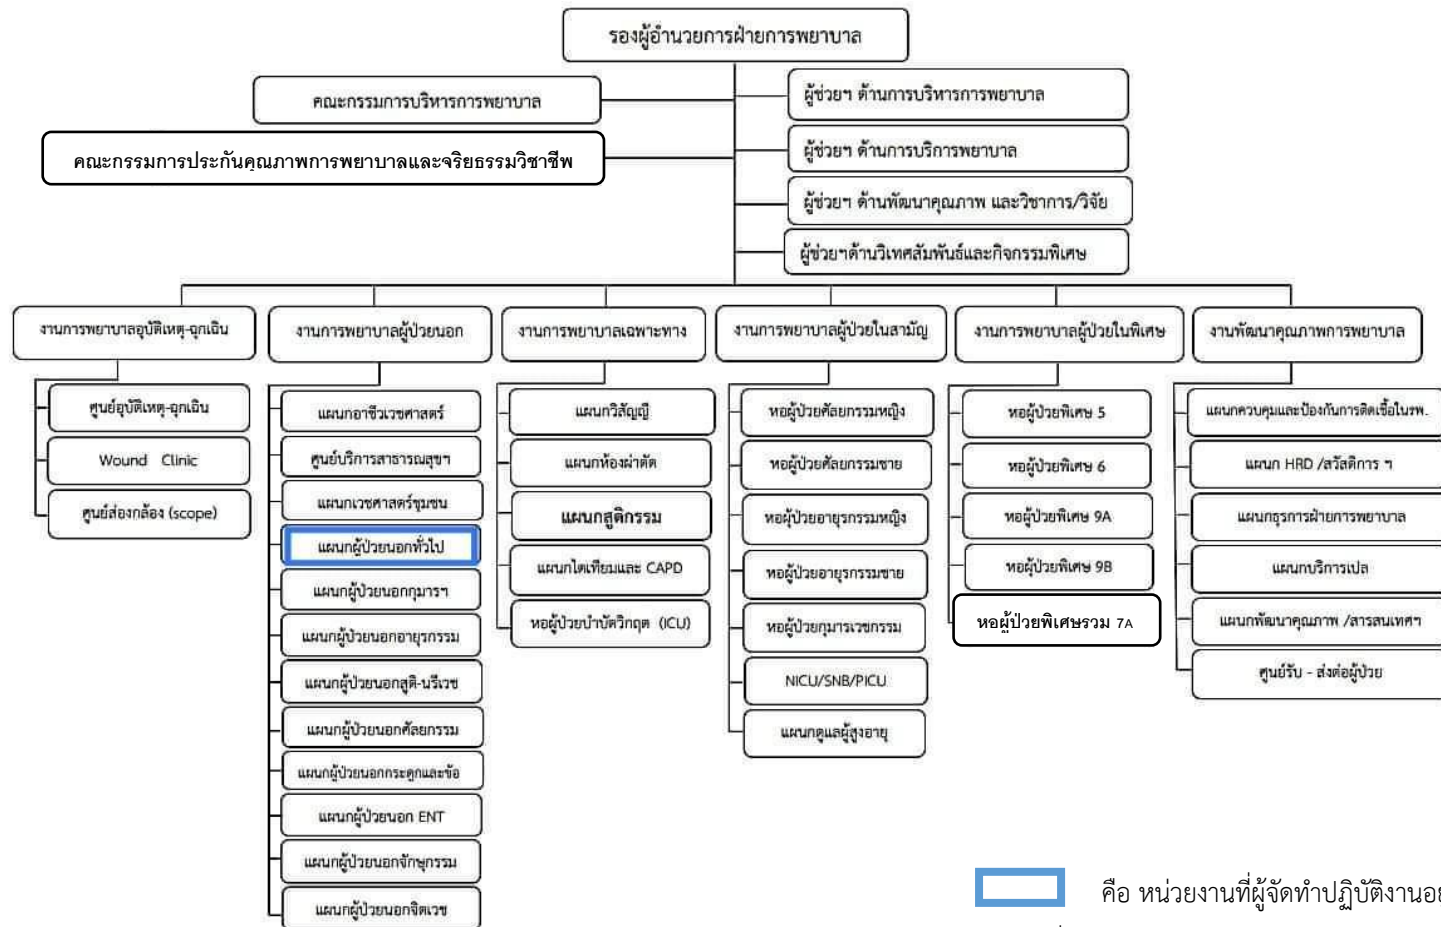 รองผู้อำนวยการฝ่ายการพยาบาล
คณะกรรมการบริหารการพยาบาล
คณะกรรมการประกันคุณภาพการพยาบาลและจริยธรรมวิชาชีพ
ผู้ช่วยฯ ด้านการบริหารการพยาบาล
ผู้ช่วยฯ ด้านการบริการพยาบาล
ผู้ช่วยฯ ด้านพัฒนาคุณภาพ และวิชาการ/วิจัย
ผู้ช่วยฯด้านวิเทศสัมพันธ์และกิจกรรมพิเศษ
งานการพยาบาลอุบัติเหตุ-ฉุกเฉิน
ศูนย์อุบัติเหตุ-ฉุกเฉิน
Wound Clinic
ศูนย์ส่องกล้อง (scope)
งานการพยาบาลผู้ป่วยนอก
แผนกอาชีวเวชศาสตร์
ศูนย์บริการสาธารณสุขฯ
แผนกเวชศาสตร์ชุมชน
แผนกผู้ป่วยนอกทั่วไป
แผนกผู้ป่วยนอกกุมารฯ
แผนกผู้ป่วยนอกอายุรกรรม
แผนกผู้ป่วยนอกสูติ-นรีเวช
แผนกผู้ป่วยนอกศัลยกรรม
แผนกผู้ป่วยนอกกระดูกและข้อ
แผนกผู้ป่วยนอก ENT
แผนกผู้ป่วยนอกจักษุกรรม
แผนกผู้ป่วยนอกจิตเวช
งานการพยาบาลเฉพาะทาง
แผนกวิสัญญี
แผนกห้องผ่าตัด
แผนกสูติกรรม
แผนกไตเทียมและ CAPD
หอผู้ป่วยบำบัดวิกฤต (ICU)
งานการพยาบาลผู้ป่วยในสามัญ
หอผู้ป่วยศัลยกรรมหญิง
หอผู้ป่วยศัลยกรรมชาย
หอผู้ป่วยอายุรกรรมหญิง
หอผู้ป่วยอายุรกรรมชาย
หอผู้ป่วยกุมารเวชกรรม
NICU/SNB/PICU
แผนกดูแลผู้สูงอายุ
งานการพยาบาลผู้ป่วยในพิเศษ
หอผู้ป่วยพิเศษ 5
หอผู้ป่วยพิเศษ 6
หอผู้ป่วยพิเศษ 9A
หอผู้ป่วยพิเศษ 9B
หอผู้ป่วยพิเศษรวม 7A
งานพัฒนาคุณภาพการพยาบาล
แผนกควบคุมและป้องกันการติดเชื้อในรพ.
แผนก HRD /สวัสดิการ ฯ
แผนกธุรการฝ่ายการพยาบาล
แผนกบริการเปล
แผนกพัฒนาคุณภาพ /สารสนเทศฯ
ศูนย์รับ - ส่งต่อผู้ป่วย
คือ หน่วยงานที่ผู้จัดทำปฏิบัติงาน